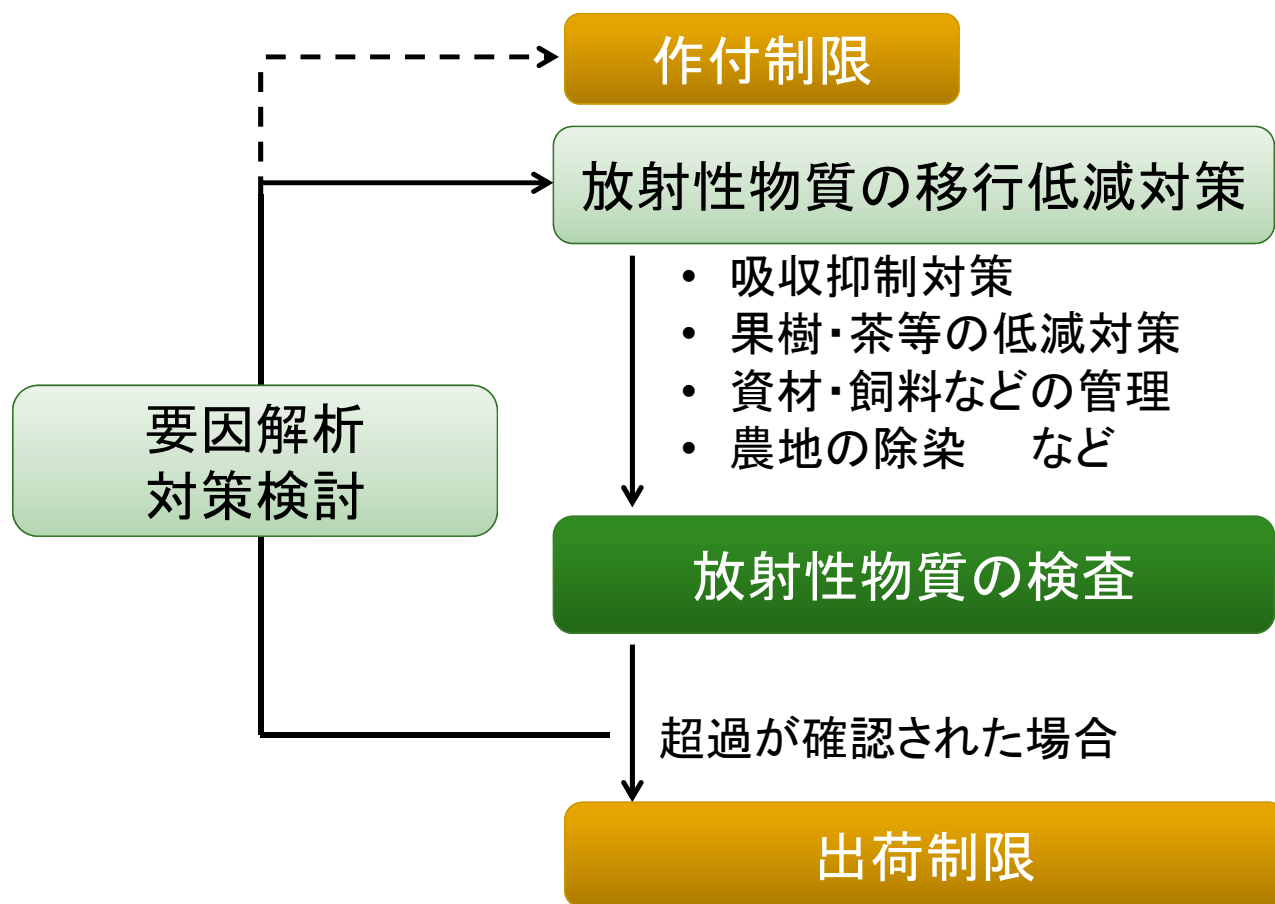 作付制限
放射性物質の移行低減対策
• 吸収抑制対策
• 果樹・茶等の低減対策
• 資材・飼料などの管理
• 農地の除染　など
要因解析
対策検討
放射性物質の検査
超過が確認された場合
出荷制限